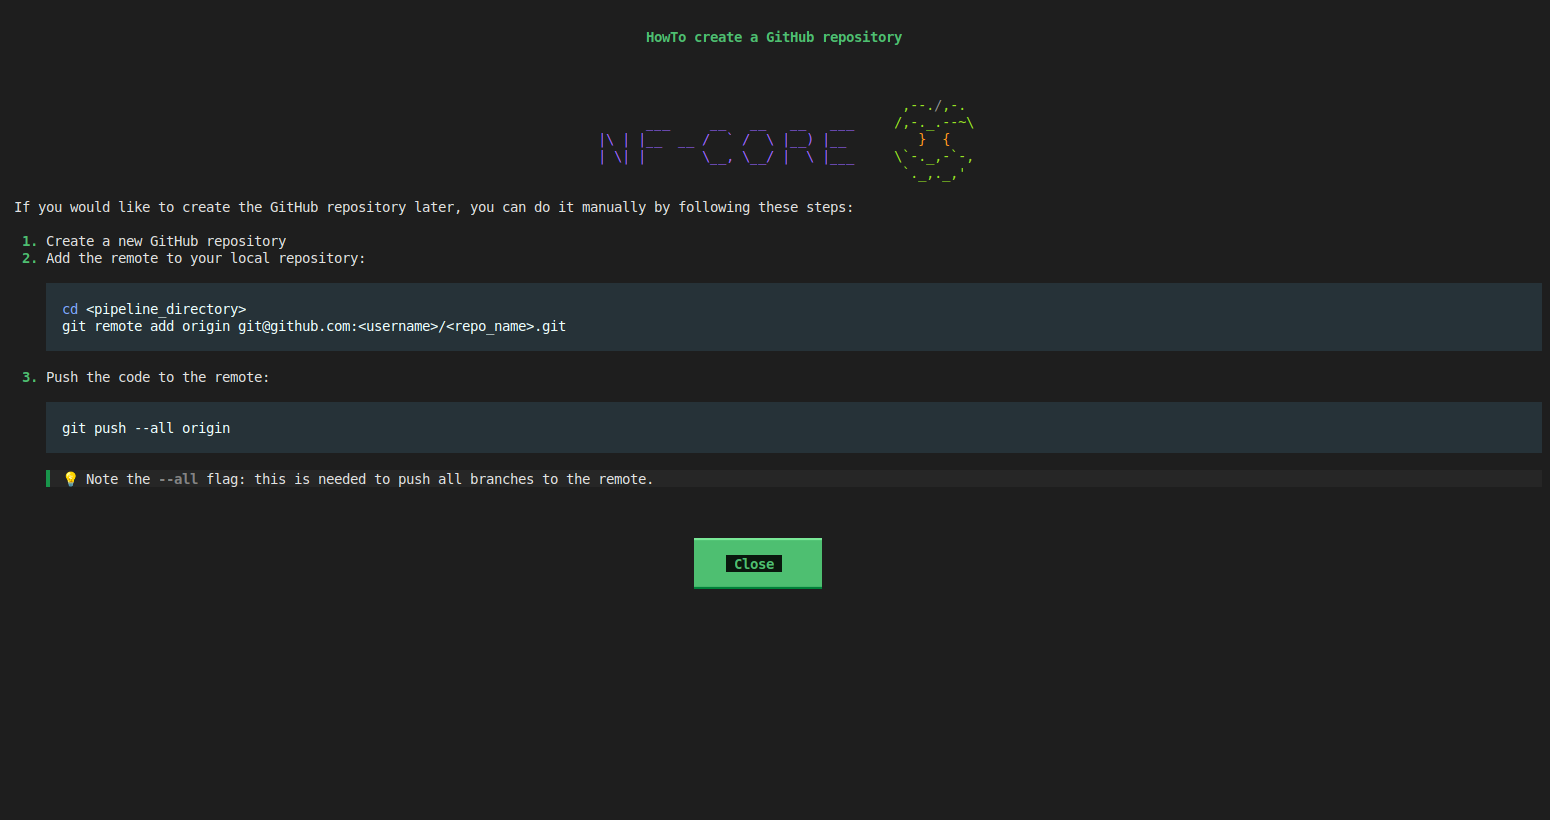 HowTo create a GitHub repository
NF-CORE
If you would like to create the GitHub repository later, you can do it manually by following these steps:
1. Create a new GitHub repository
2. Add the remote to your local repository:
cd <pipeline_directory>
git remote add origin git@github.com:<username>/<repo_name>.git
3. Push the code to the remote:
git push --all origin
💡 Note the --all flag: this is needed to push all branches to the remote.
Close